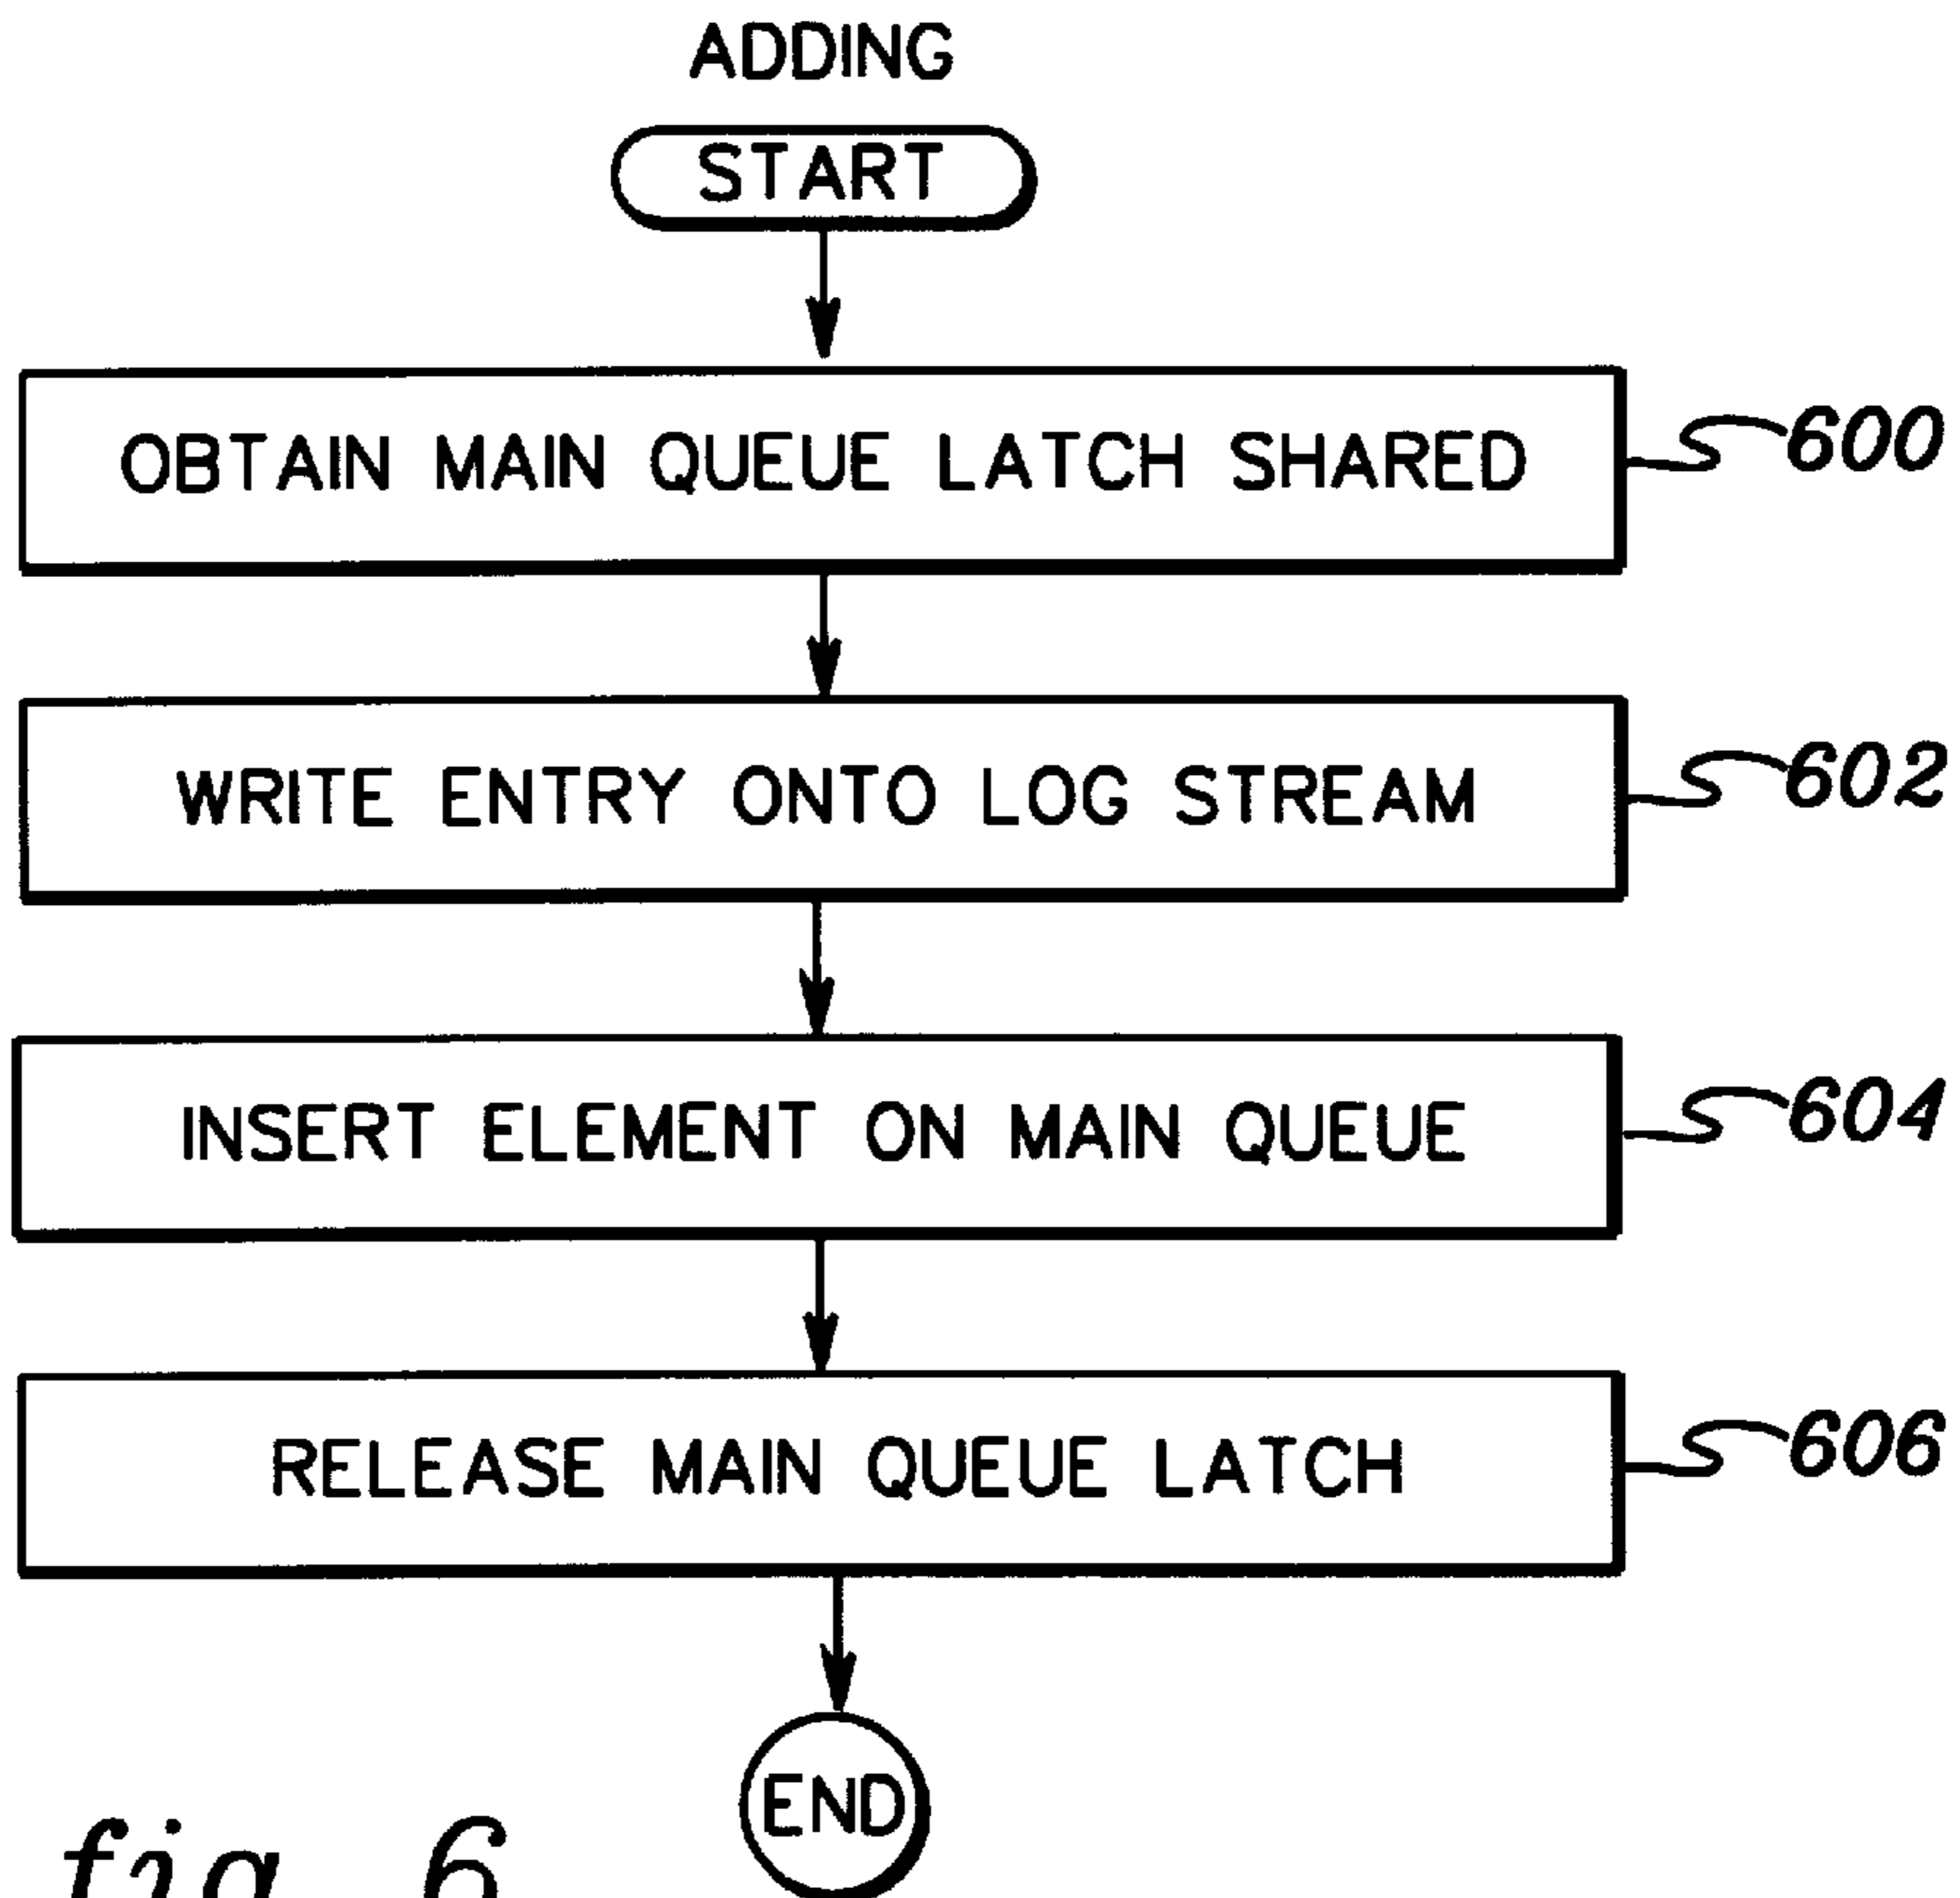 ADDING
START
OBTAIN MAIN QUEUE LATCH SHARED
600
WRITE ENTRY ONTO LOG STREAM
602
INSERT ELEMENT ON MAIN QUEUE
604
RELEASE MAIN QUEUE LATCH
606
END
fig. 6